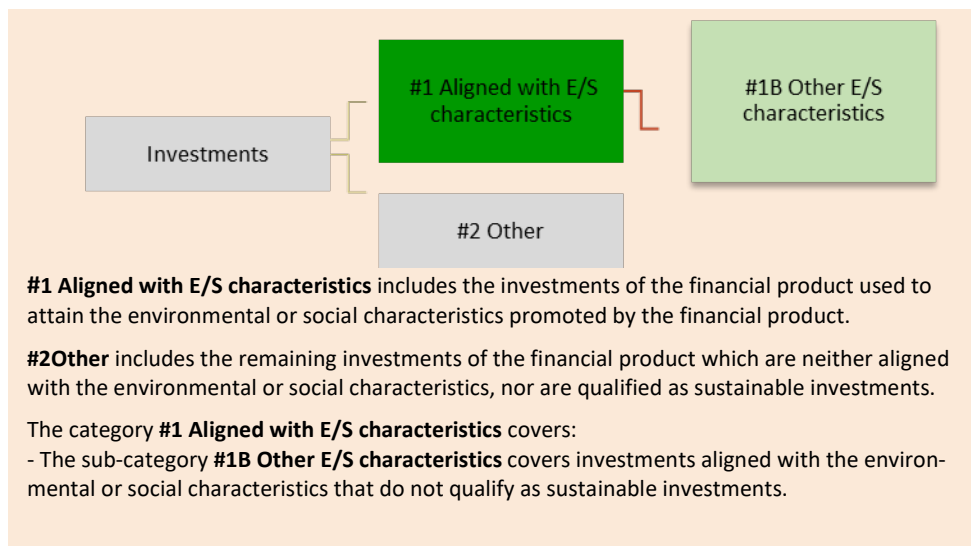 #1 Aligned with E/S
characteristics
#1B Other E/S
characteristics
Investments
#2 Other
#1 Aligned with E/S characteristics includes the investments of the financial product used to
attain the environmental or social characteristics promoted by the financial product.
#2Other includes the remaining investments of the financial product which are neither aligned
with the environmental or social characteristics, nor are qualified as sustainable investments.
The category #1 Aligned with E/S characteristics covers:
- The sub-category #1B Other E/S characteristics covers investments aligned with the environ-
mental or social characteristics that do not qualify as sustainable investments.